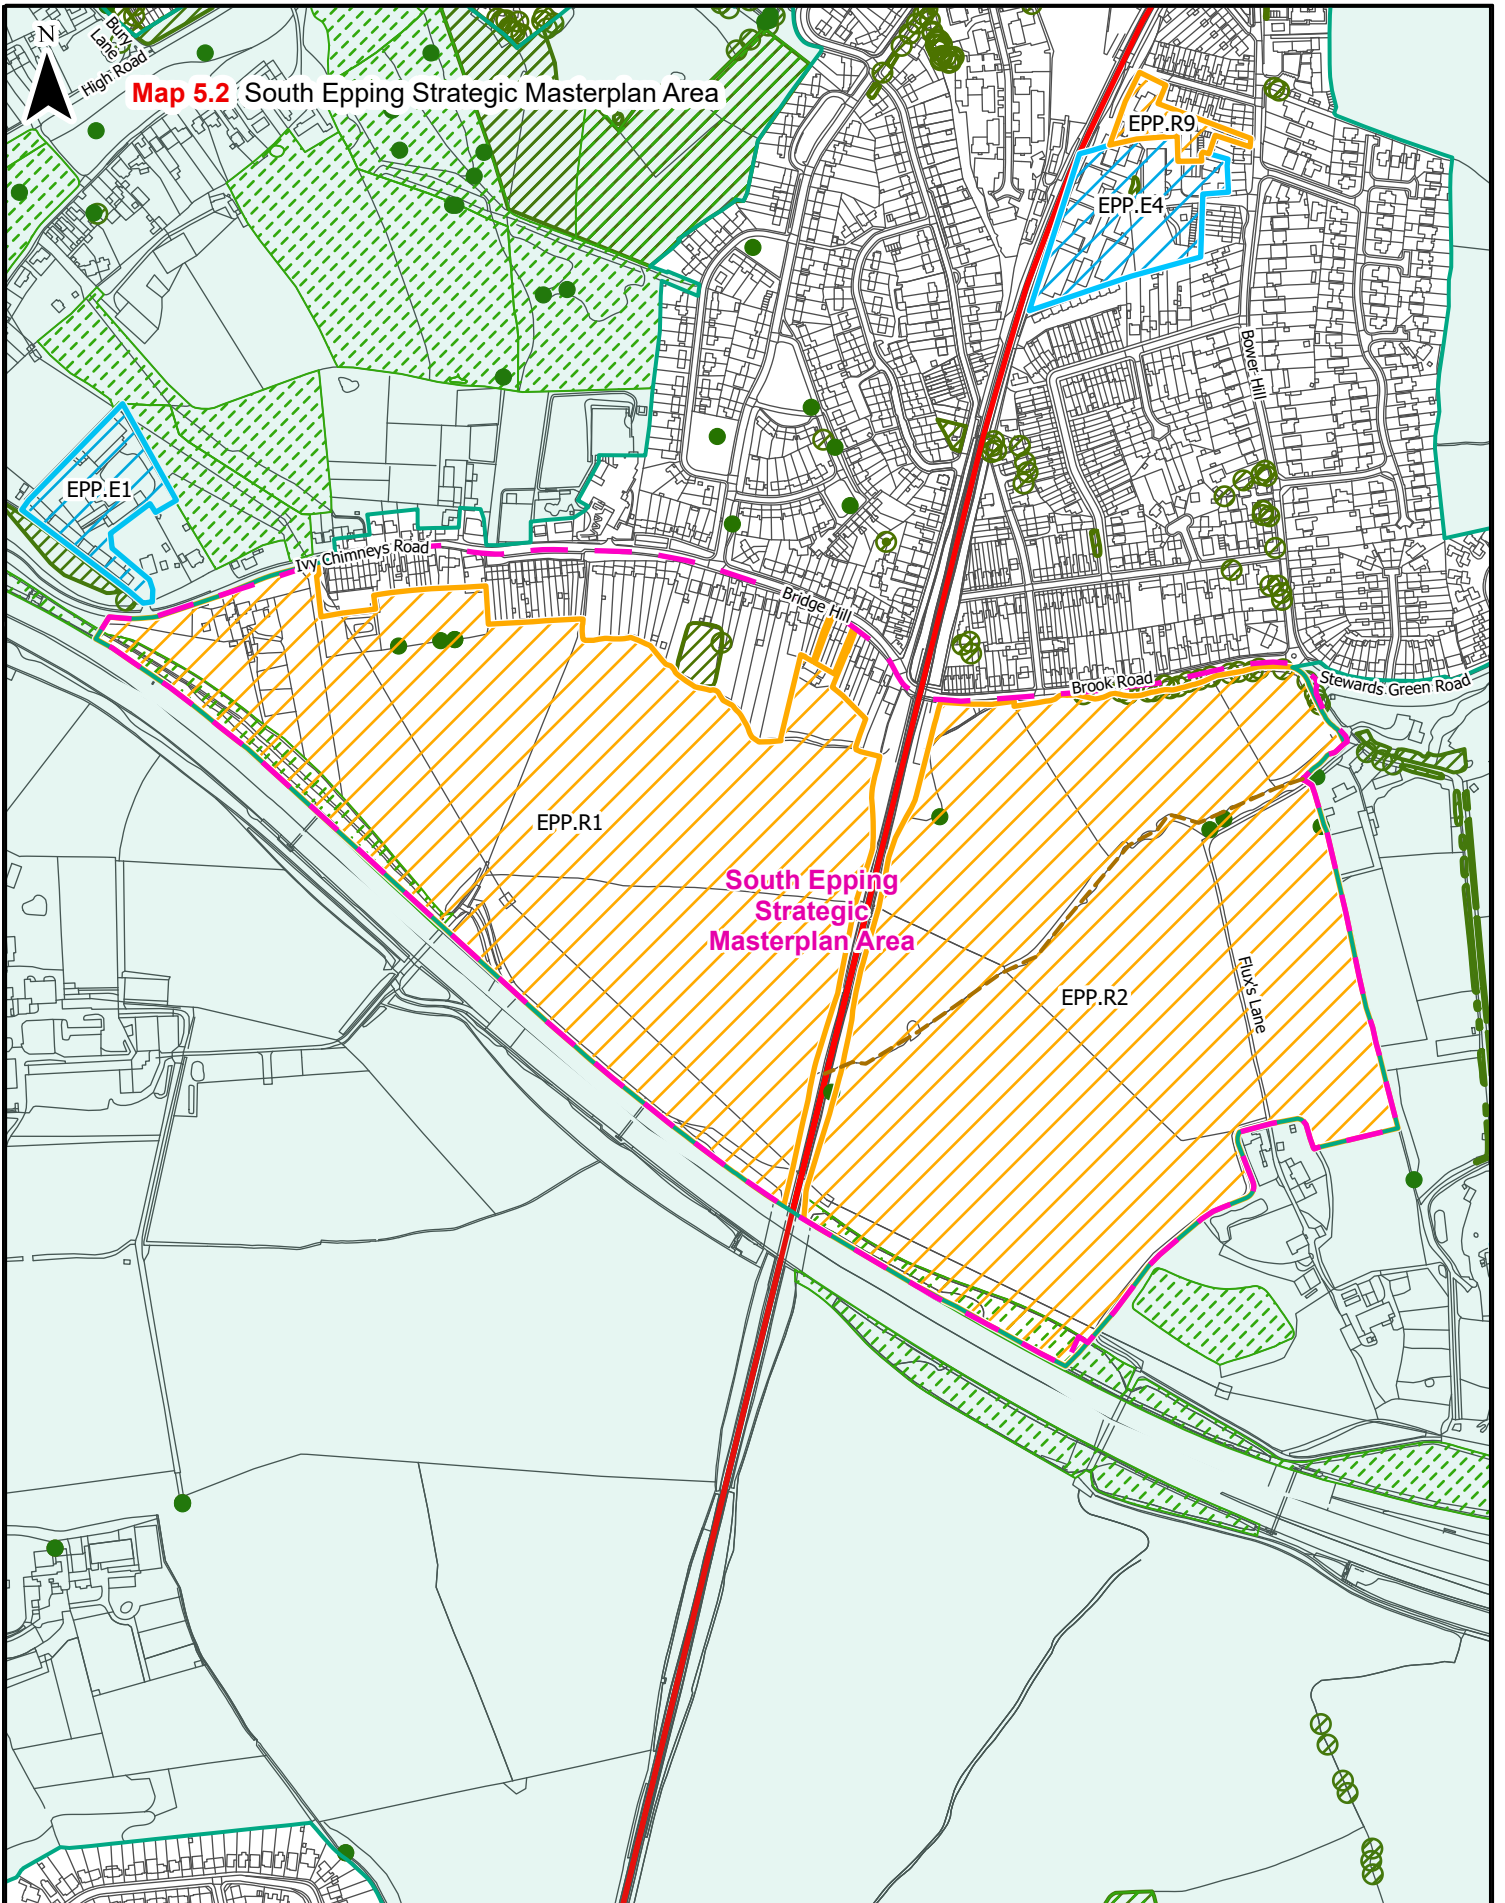 Bury
Lane
N
High Road
Map 5.2 South Epping Strategic Masterplan Area
EPP.R9
EPP.E4
Bower Hill
EPP.E1
Ivy Chimneys Road
Bridge Hill
Brook Road
Stewards Green Road
EPP.R1
South Epping
Strategic
Masterplan Area
EPP.R2
Flux's Lane